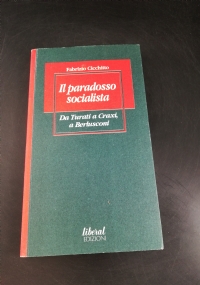 Fabrizio Cicchitto
Il paradosso
socialista
Da Turati a Craxi,
a Berlusconi
liberal
EDIZIONI